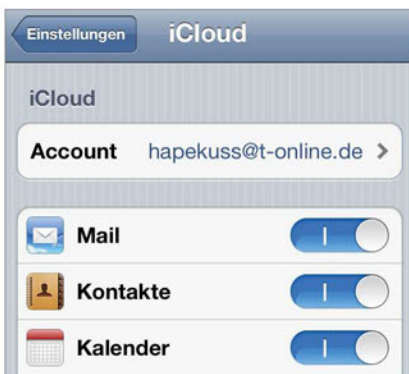 Einstellungen iCloud
iCloud
Account hapekuss@t-online.de
Mail
Kontakte
Kalender